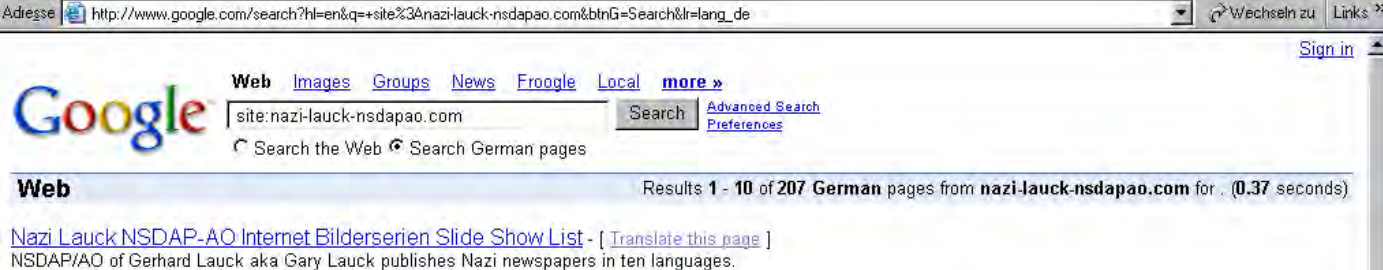 Adresse http://www.google.com/search?hl=en&q=+site%3Anazi-lauck-nsdapao.com&btnG=Search&lr=lang_de Wechseln zu Links »
Sign in
Google
Web Images Groups News Froogle Local more »
site:nazi-lauck-nsdapao.com Search Advanced Search
Preferences
Search the Web Search German pages
Web Results 1 - 10 of 207 German pages from nazi-lauck-nsdapao.com for . (0.37 seconds)
Nazi Lauck NSDAP-AO Internet Bilderserien Slide Show List - [ Translate this page ]
NSDAP/AO of Gerhard Lauck aka Gary Lauck publishes Nazi newspapers in ten languages.